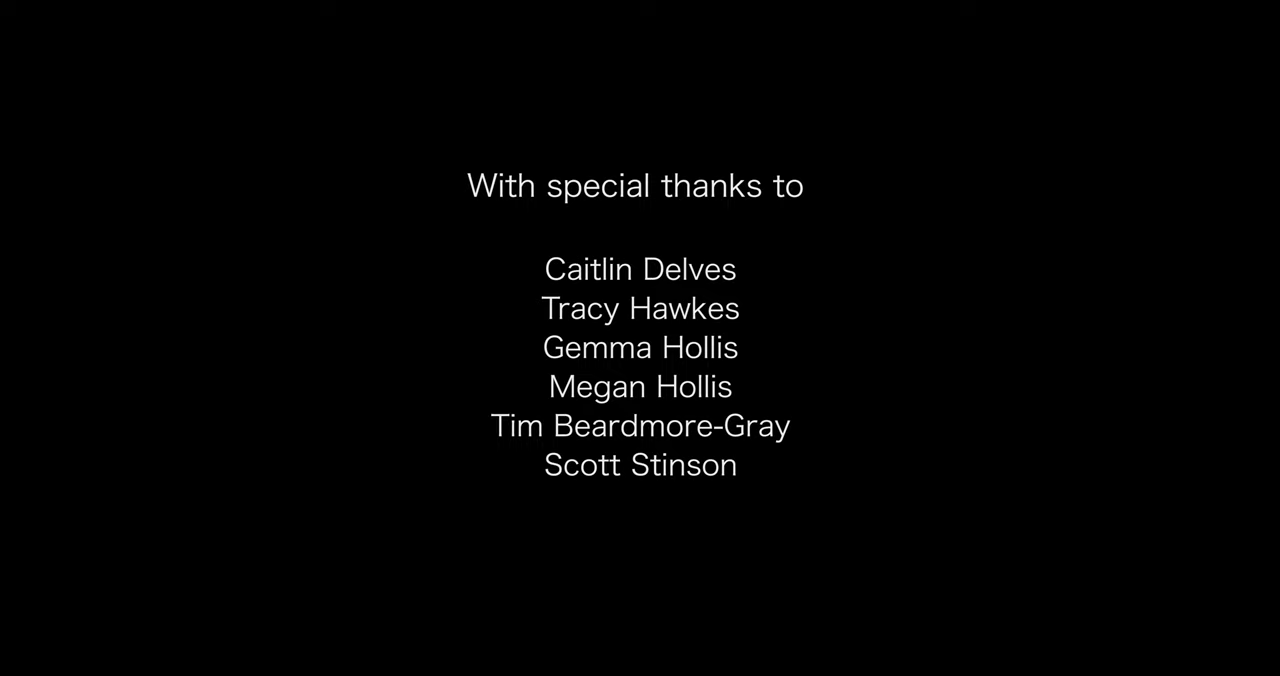 With special thanks to
Caitlin Delves
Tracy Hawkes
Gemma Hollis
Megan Hollis
Tim Beardmore-Gray
Scott Stinson